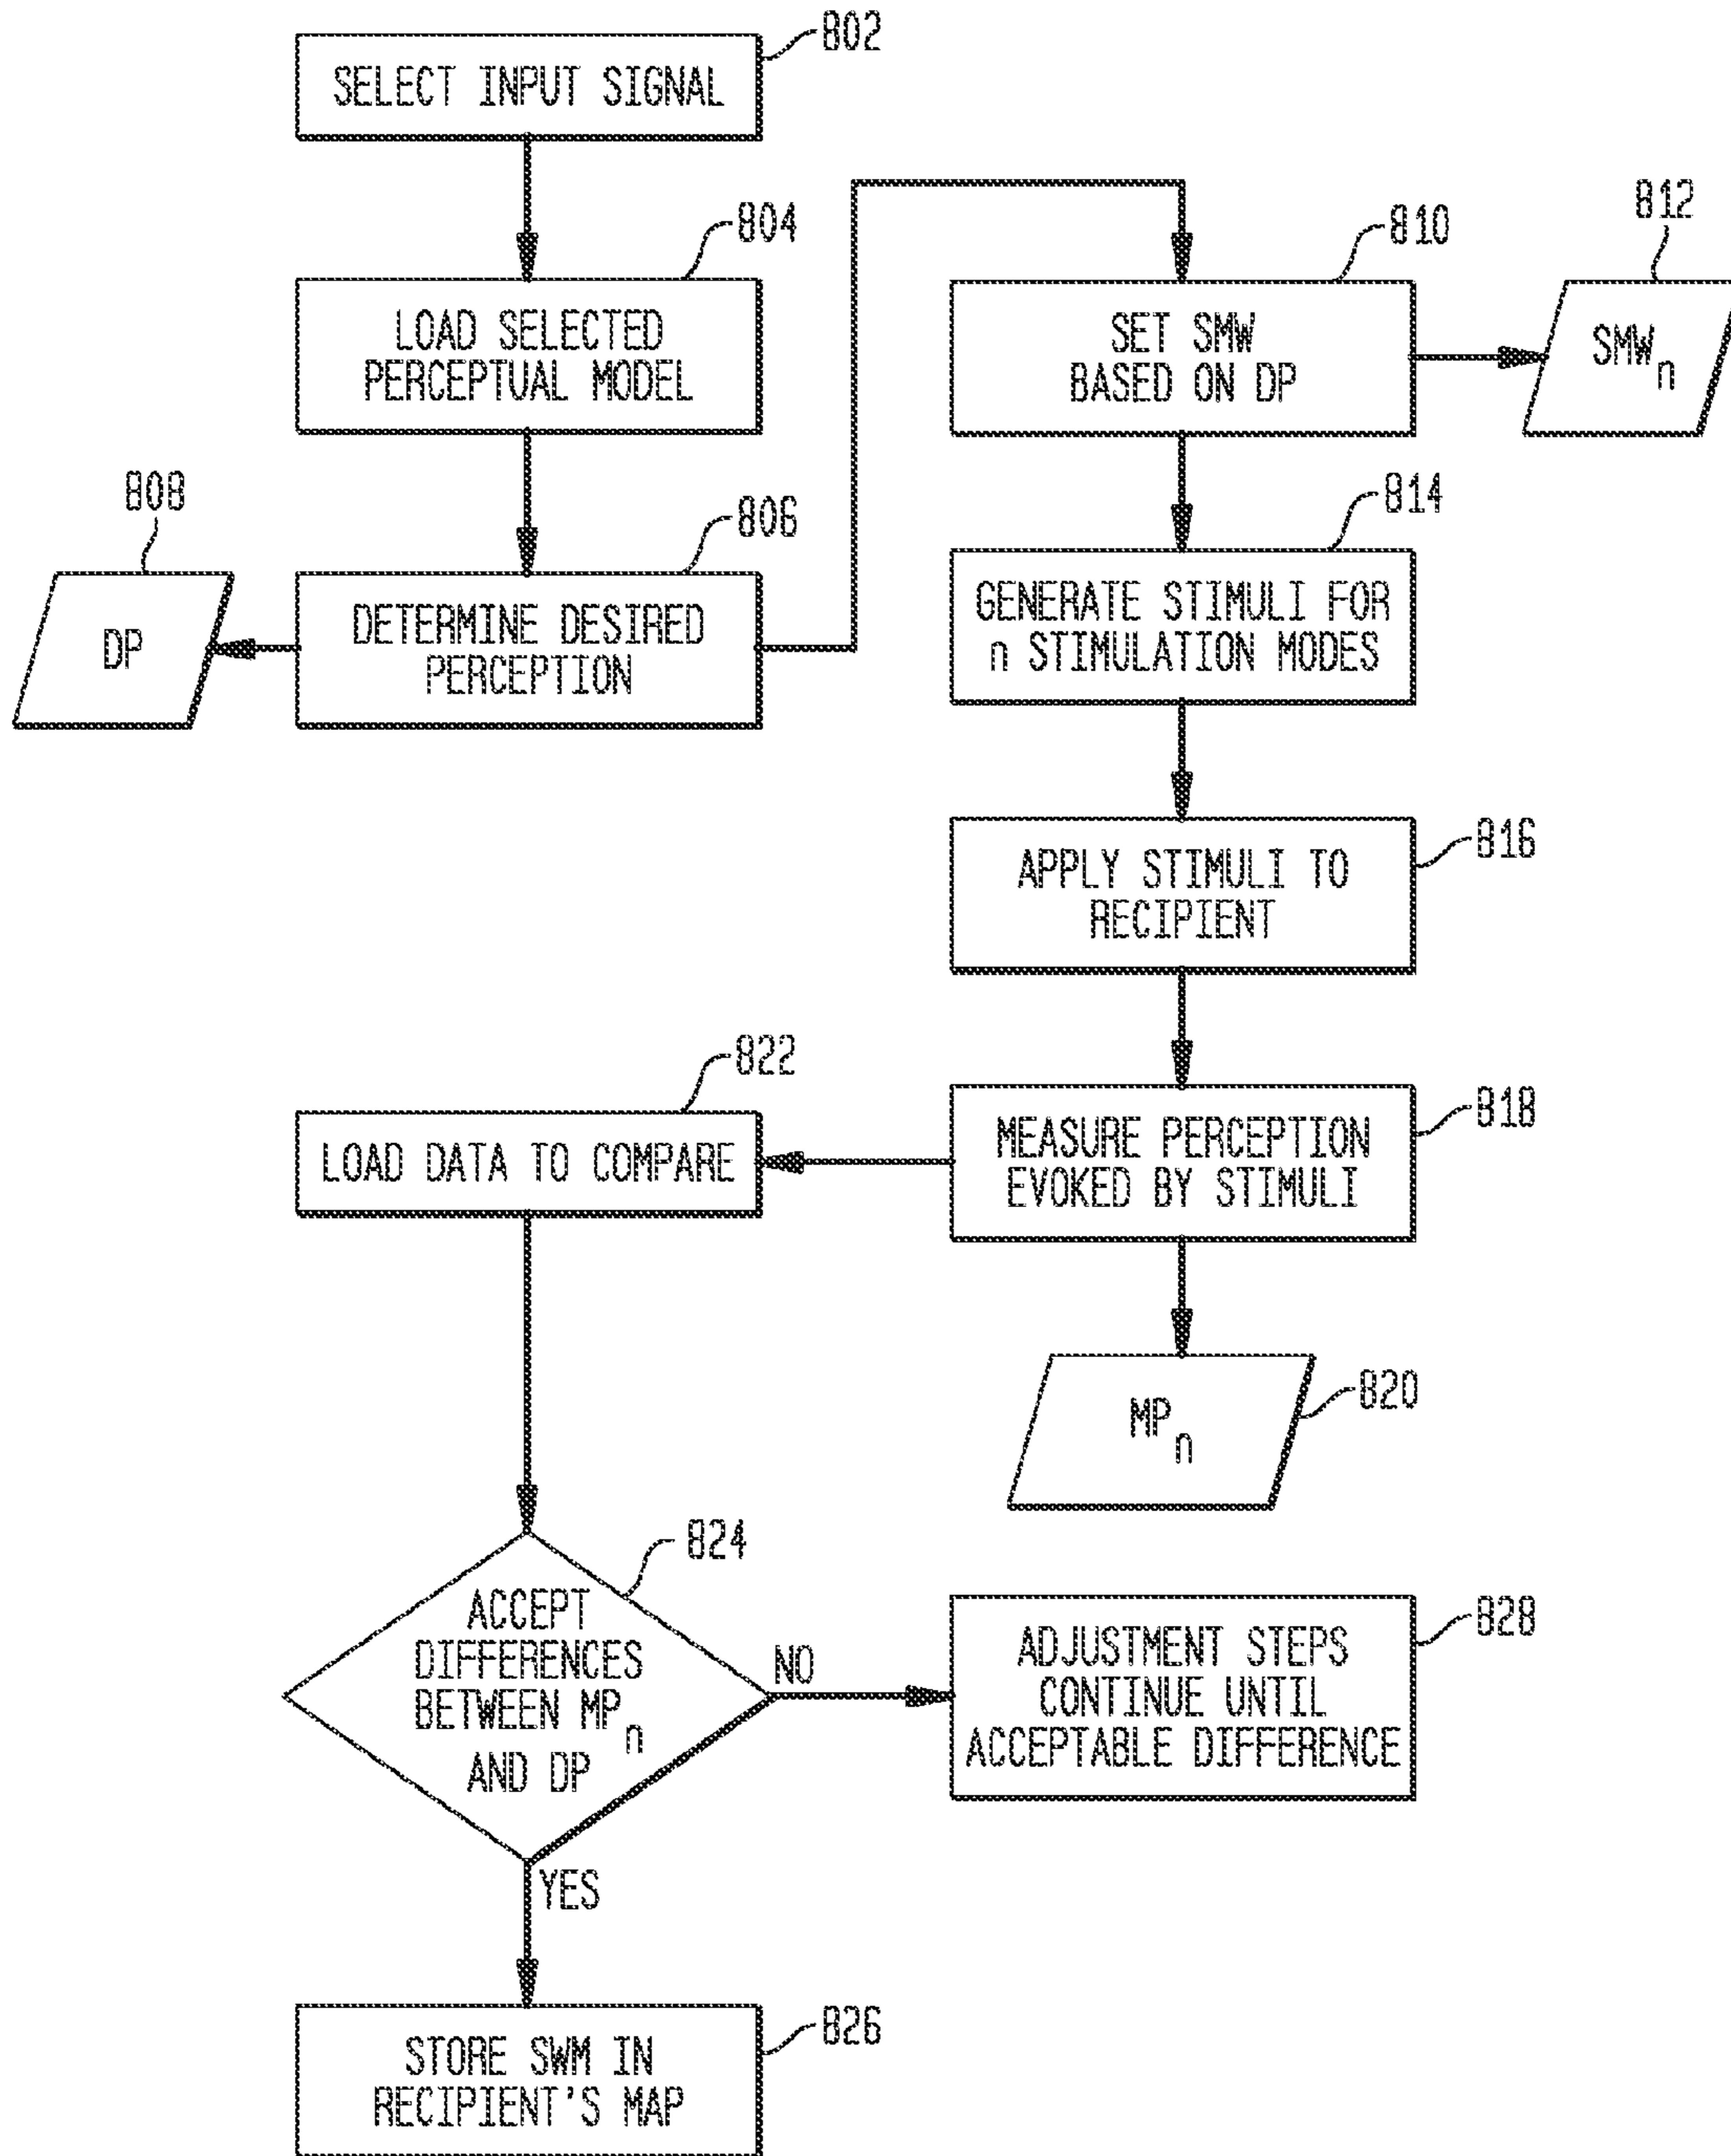 802
SELECT INPUT SIGNAL
804
LOAD SELECTED
PERCEPTUAL MODEL
806
DETERMINE DESIRED
PERCEPTION
808
DP
810
SET SMW
BASED ON DP
812
SMWn
814
GENERATE STIMULI FOR
n STIMULATION MODES
816
APPLY STIMULI TO
RECIPIENT
818
MEASURE PERCEPTION
EVOKED BY STIMULI
820
MPn
822
LOAD DATA TO COMPARE
824
ACCEPT
DIFFERENCES
BETWEEN MPn
AND DP
NO
YES
828
ADJUSTMENT STEPS
CONTINUE UNTIL
ACCEPTABLE DIFFERENCE
826
STORE SWM IN
RECIPIENT'S MAP